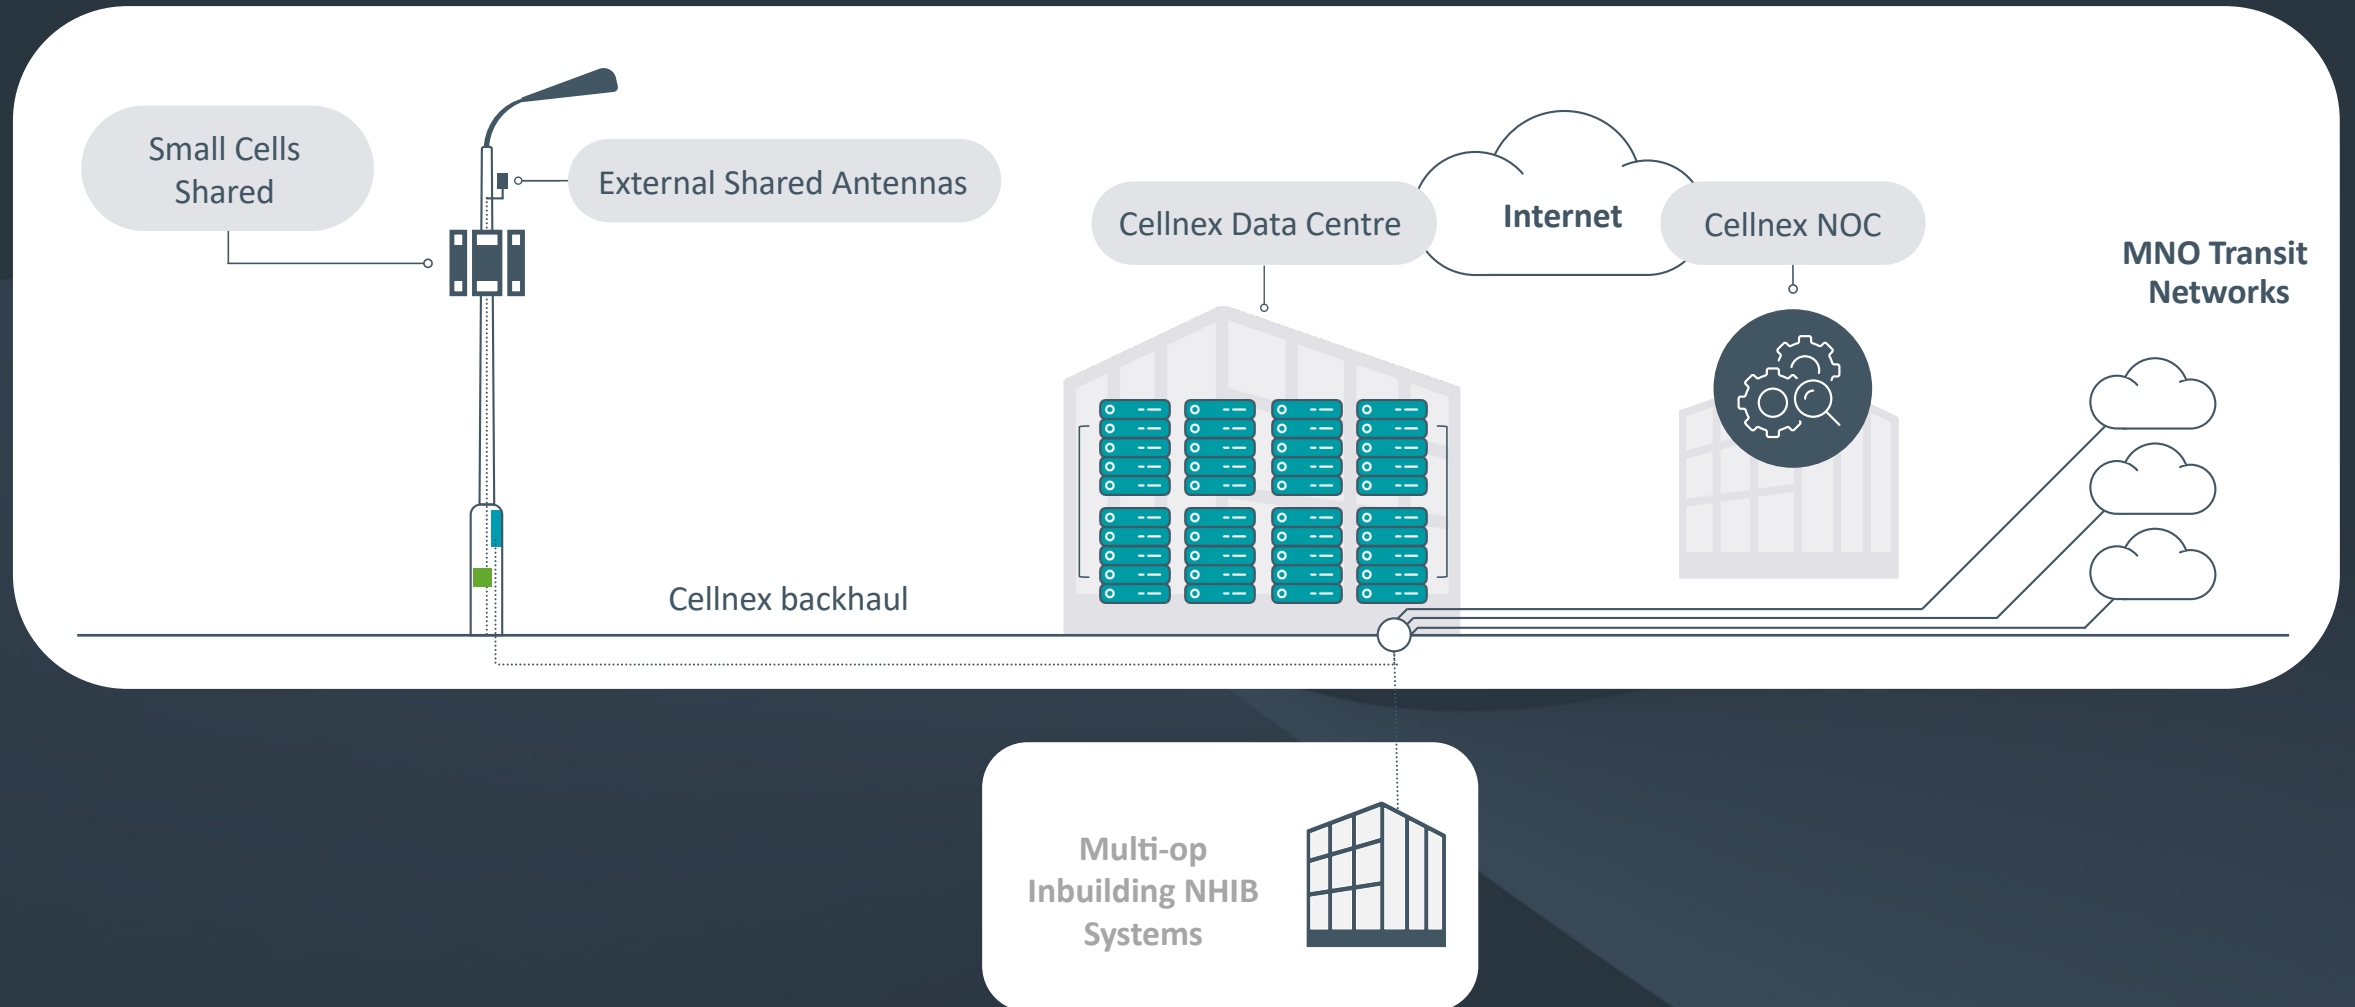 Small Cells
Shared
External Shared Antennas
Cellnex Data Centre
Internet
Cellnex NOC
MNO Transit
Networks
Cellnex backhaul
Multi-op
Inbuilding NHIB
Systems